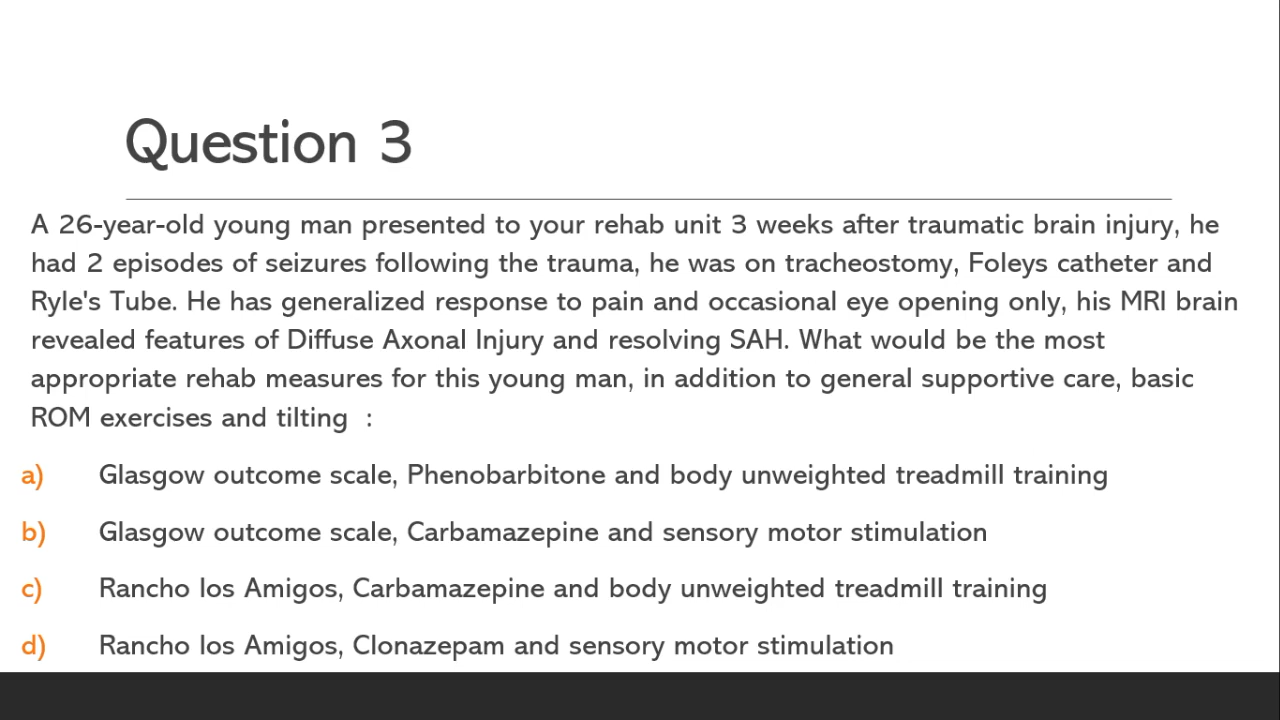 Question 3
A 26-year-old young man presented to your rehab unit 3 weeks after traumatic brain injury, he
had 2 episodes of seizures following the trauma, he was on tracheostomy, Foleys catheter and
Ryle's Tube. He has generalized response to pain and occasional eye opening only, his MRI brain
revealed features of Diffuse Axonal Injury and resolving SAH. What would be the most
appropriate rehab measures for this young man, in addition to general supportive care, basic
ROM exercises and tilting :
a) Glasgow outcome scale, Phenobarbitone and body unweighted treadmill training
b) Glasgow outcome scale, Carbamazepine and sensory motor stimulation
c) Rancho los Amigos, Carbamazepine and body unweighted treadmill training
d) Rancho los Amigos, Clonazepam and sensory motor stimulation